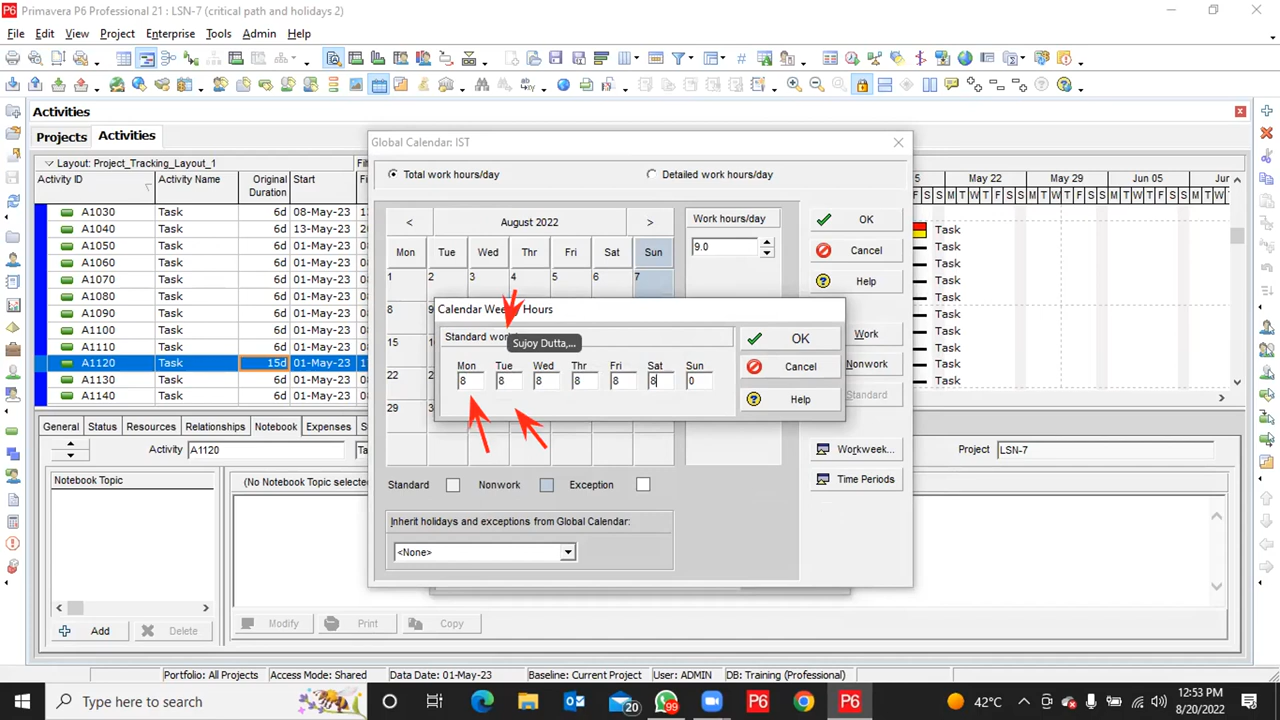 Primavera P6 Professional 21 : LSN-7 (critical path and holidays 2)
File Edit View Project Enterprise Tools Admin Help
Activities
Projects Activities
Layout: Project_Tracking_Layout_1
Activity ID Activity Name Original Duration Start
A1030 Task 6d 08-May-23
A1040 Task 6d 13-May-23
A1050 Task 6d 01-May-23
A1060 Task 6d 01-May-23
A1070 Task 6d 01-May-23
A1080 Task 6d 01-May-23
A1090 Task 6d 01-May-23
A1100 Task 6d 01-May-23
A1110 Task 6d 01-May-23
A1120 Task 15d 01-May-23
A1130 Task 6d 01-May-23
A1140 Task 6d 01-May-23
May 22 May 29 Jun 05
F S S M T W T F S S M T W T F S S M T W T F S S M T W
Task
Task
Task
Task
Task
Task
Task
Task
Task
Task
Task
Task
Global Calendar: IST
Total work hours/day Detailed work hours/day
< August 2022 >
Mon Tue Wed Thr Fri Sat Sun
1 2 3 4 5 6 7
8
15
22
29
Work hours/day
9.0
OK
Cancel
Help
Work
Nonwork
Standard
Workweek...
Time Periods
Calendar Hours
Standard
Sujoy Dutta,...
Mon Tue Wed Thr Fri Sat Sun
8 8 8 8 8 8 0
OK
Cancel
Help
Standard Nonwork Exception
Inherit holidays and exceptions from Global Calendar:
<None>
General Status Resources Relationships Notebook Expenses
Activity A1120 Project LSN-7
Notebook Topic
(No Notebook Topic selected
Add Delete Modify Print Copy
Portfolio: All Projects Access Mode: Shared Data Date: 01-May-23 Baseline: Current Project User: ADMIN DB: Training (Professional)
Type here to search
20
99
P6
P6
42°C
12:53 PM
8/20/2022